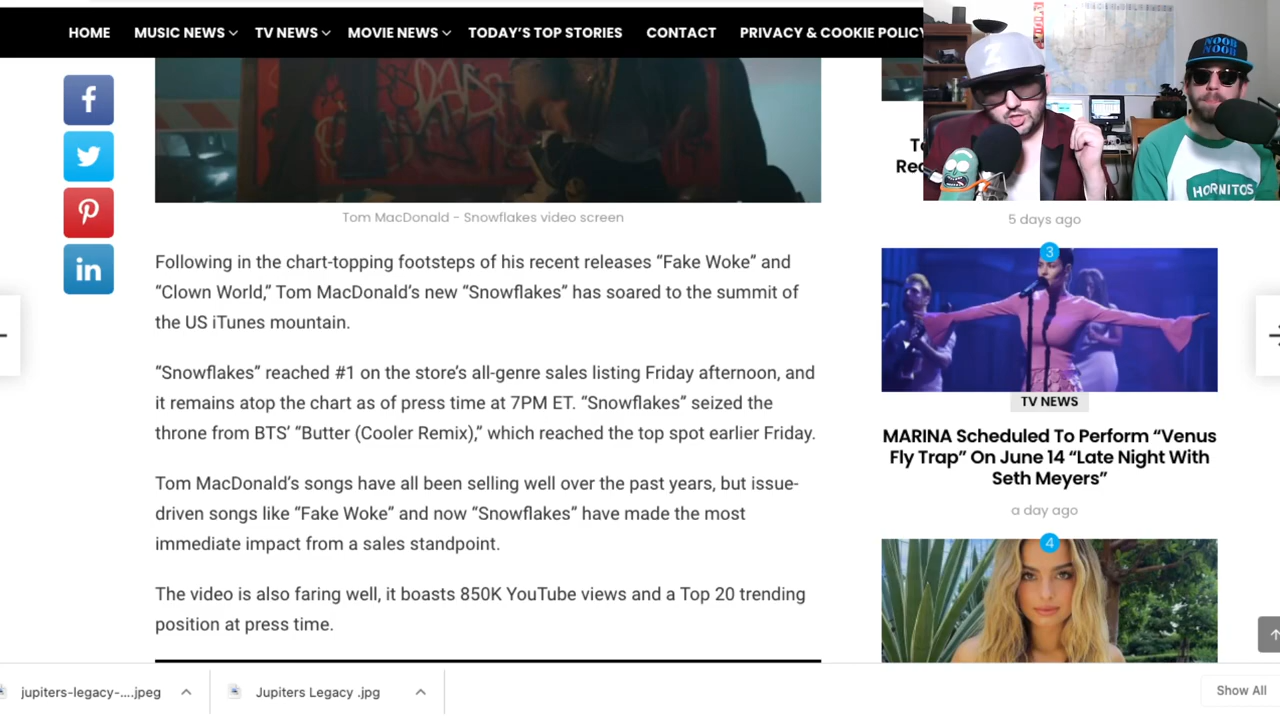 HOME
MUSIC NEWS
TV NEWS
MOVIE NEWS
TODAY'S TOP STORIES
CONTACT
PRIVACY & COOKIE POLICY
NOOB
NOOB
HORNITOS
Tom MacDonald - Snowflakes video screen
Following in the chart-topping footsteps of his recent releases “Fake Woke” and
“Clown World,” Tom MacDonald’s new “Snowflakes” has soared to the summit of
the US iTunes mountain.
“Snowflakes” reached #1 on the store’s all-genre sales listing Friday afternoon, and
it remains atop the chart as of press time at 7PM ET. “Snowflakes” seized the
throne from BTS’ “Butter (Cooler Remix),” which reached the top spot earlier Friday.
Tom MacDonald’s songs have all been selling well over the past years, but issue-
driven songs like “Fake Woke” and now “Snowflakes” have made the most
immediate impact from a sales standpoint.
The video is also faring well, it boasts 850K YouTube views and a Top 20 trending
position at press time.
5 days ago
3
TV NEWS
MARINA Scheduled To Perform “Venus
Fly Trap” On June 14 “Late Night With
Seth Meyers”
a day ago
4
jupiters-legacy-....jpeg
Jupiters Legacy .jpg
Show All